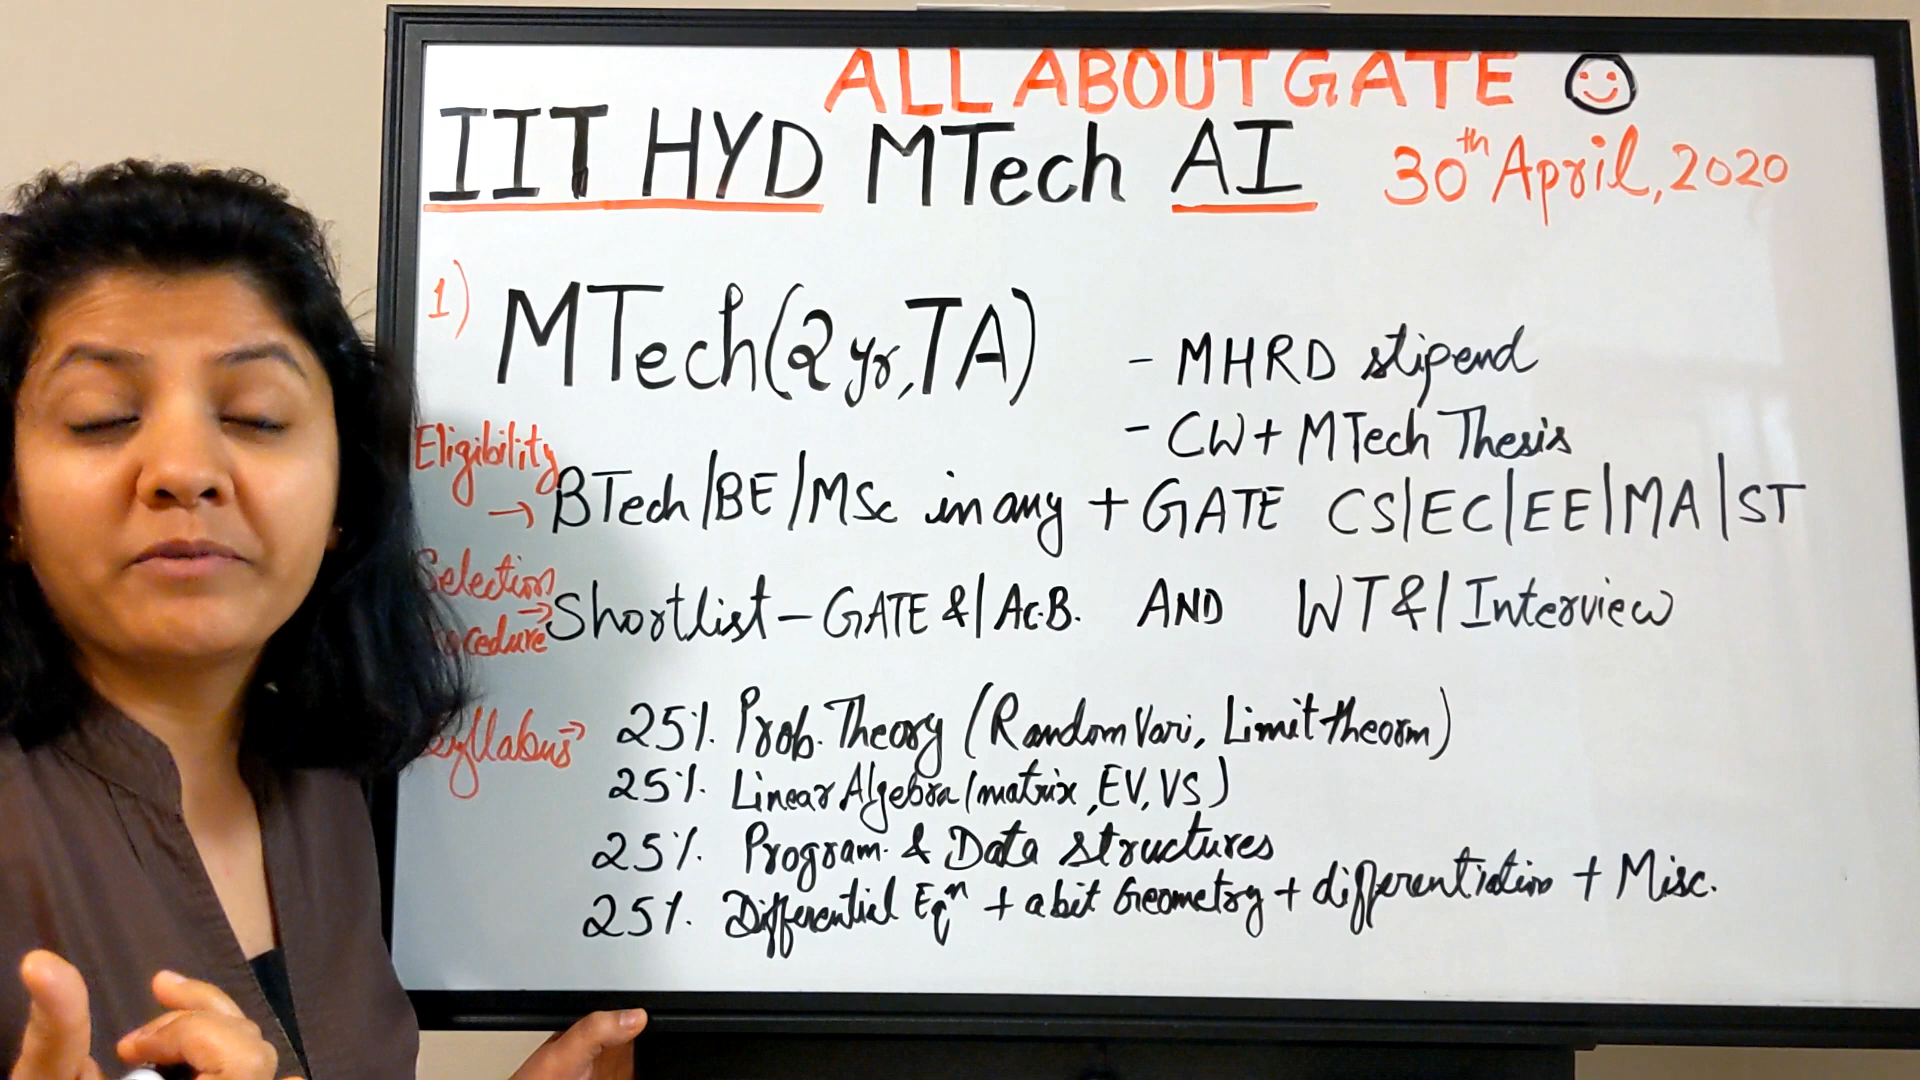 ALL ABOUT GATE
IIT HYD MTech AI 30th April, 2020
1) MTech (2 yr, TA)
- MHRD stipend
- CW + MTech Thesis
Eligibility → BTech/BE/MSc in any + GATE CS|EC|EE|MA|ST
Selection Procedure → Shortlist - GATE &/ Ac.B. AND WT &/ Interview
Syllabus → 25%. Prob. Theory (Random Vari, Limit theorm)
25%. Linear Algebra (matrix, EV, VS)
25%. Program. & Data structures
25%. Differential Eqn + a bit Geometry + differentiation + Misc.